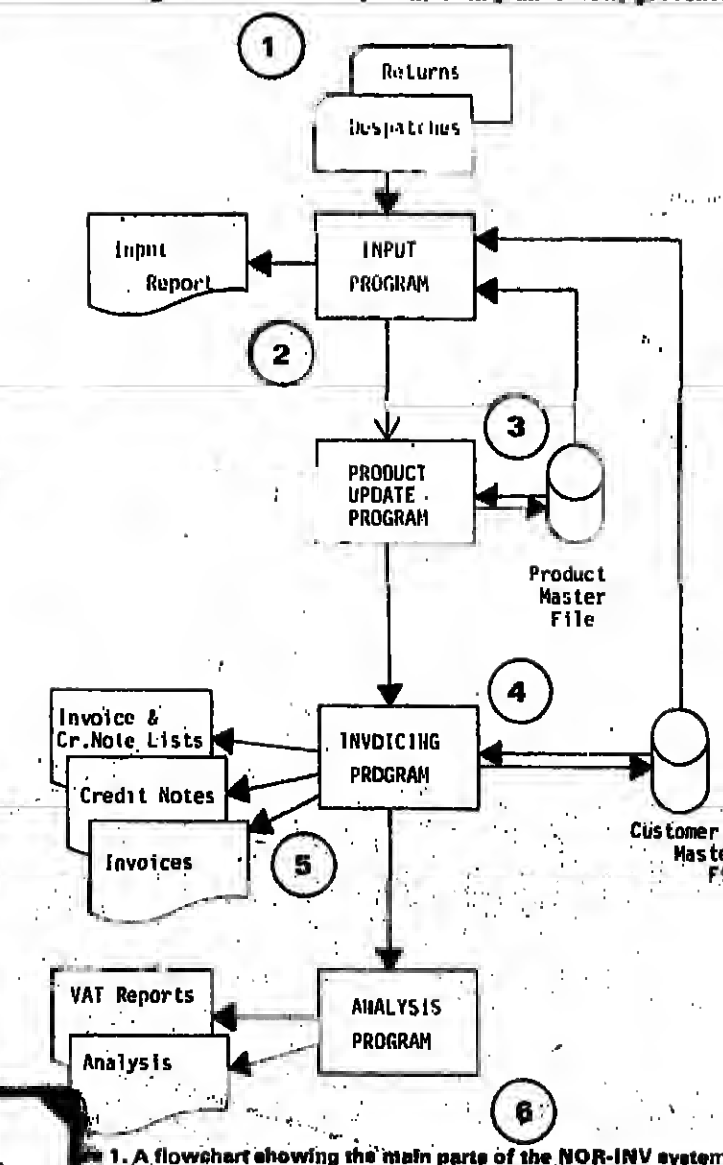 1
Returns
Despatches
Input
Report
INPUT
PROGRAM
2
3
PRODUCT
UPDATE
PROGRAM
Product
Master
File
4
Invoice &
Cr.Note Lists
Credit Notes
Invoices
INVOICING
PROGRAM
Customer
5
VAT Reports
Analysis
ANALYSIS
PROGRAM
6
1. A flowchart showing the main parts of the NOR-INV system